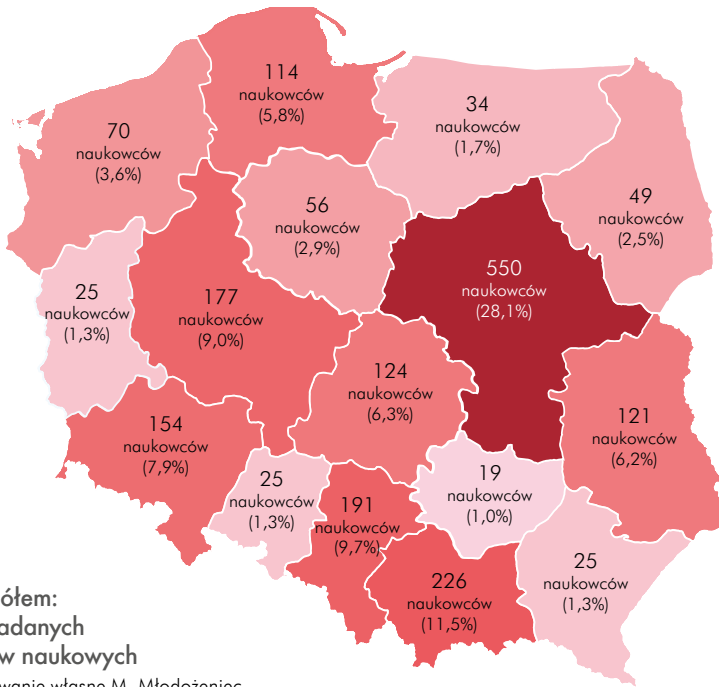 114
naukowców
(5,8%)
34
naukowców
(1,7%)
70
naukowców
(3,6%)
56
naukowców
(2,9%)
49
naukowców
(2,5%)
550
naukowców
(28,1%)
25
naukowców
(1,3%)
177
naukowców
(9,0%)
124
naukowców
(6,3%)
121
naukowców
(6,2%)
154
naukowców
(7,9%)
25
naukowców
(1,3%)
191
naukowców
(9,7%)
19
naukowców
(1,0%)
226
naukowców
(11,5%)
25
naukowców
(1,3%)
ółem:
adanych
w naukowych
wanie własne M. Młodożeniec